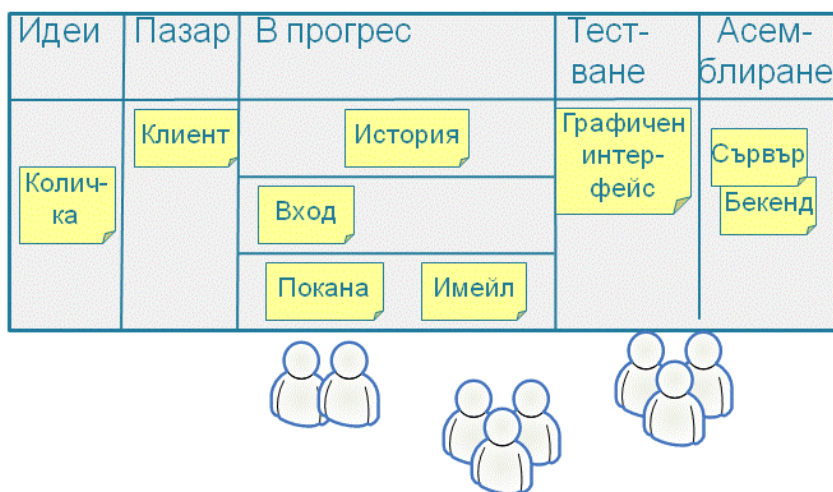 Идеи
Пазар
В прогрес
Тест-
ване
Асем-
блиране
Колич-
ка
Клиент
История
Вход
Покана
Имейл
Графичен
интер-
фейс
Сървър
Бекенд